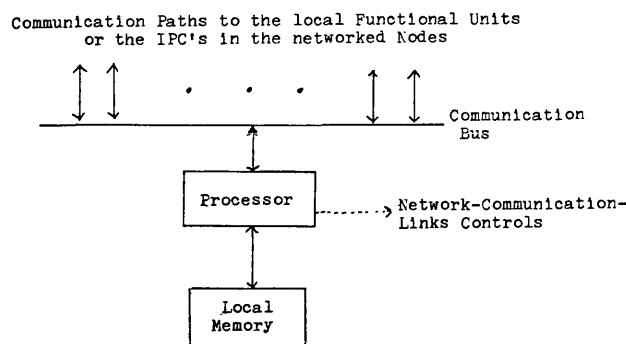 Communication Paths to the local Functional Units
or the IPC's in the networked Nodes
Communication
Bus
Processor
Network-Communication-
Links Controls
Local
Memory